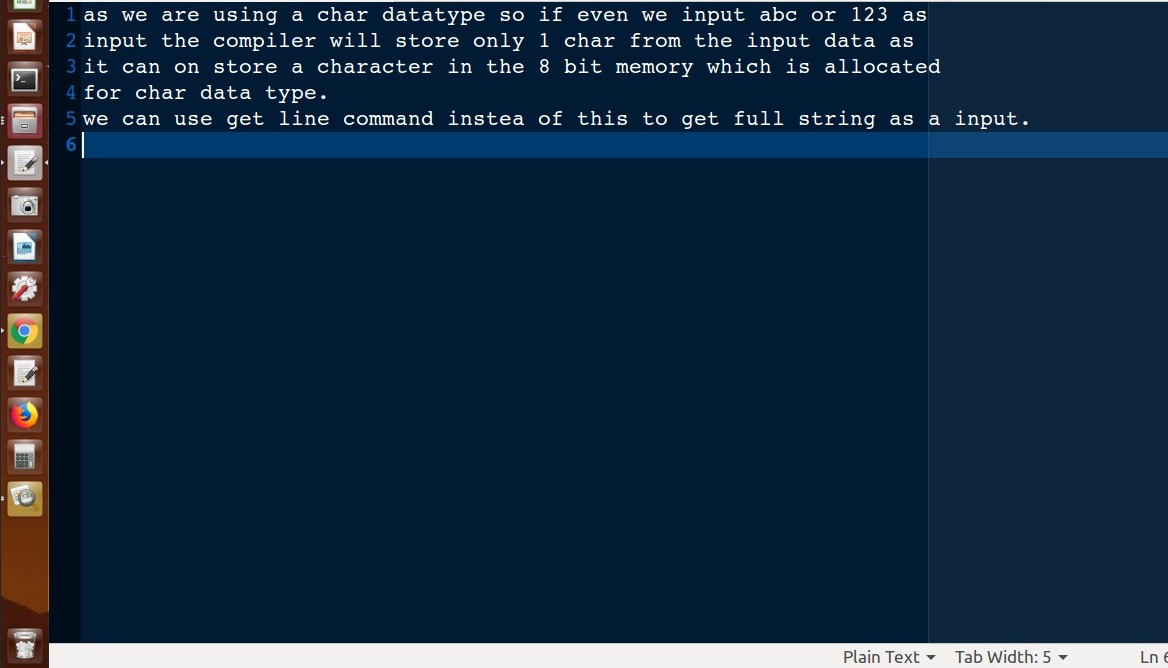 1 as we are using a char datatype so if even we input abc or 123 as
2 input the compiler will store only 1 char from the input data as
3 it can on store a character in the 8 bit memory which is allocated
4 for char data type.
5 we can use get line command instea of this to get full string as a input.
6
Plain Text Tab Width: 5 Ln 6